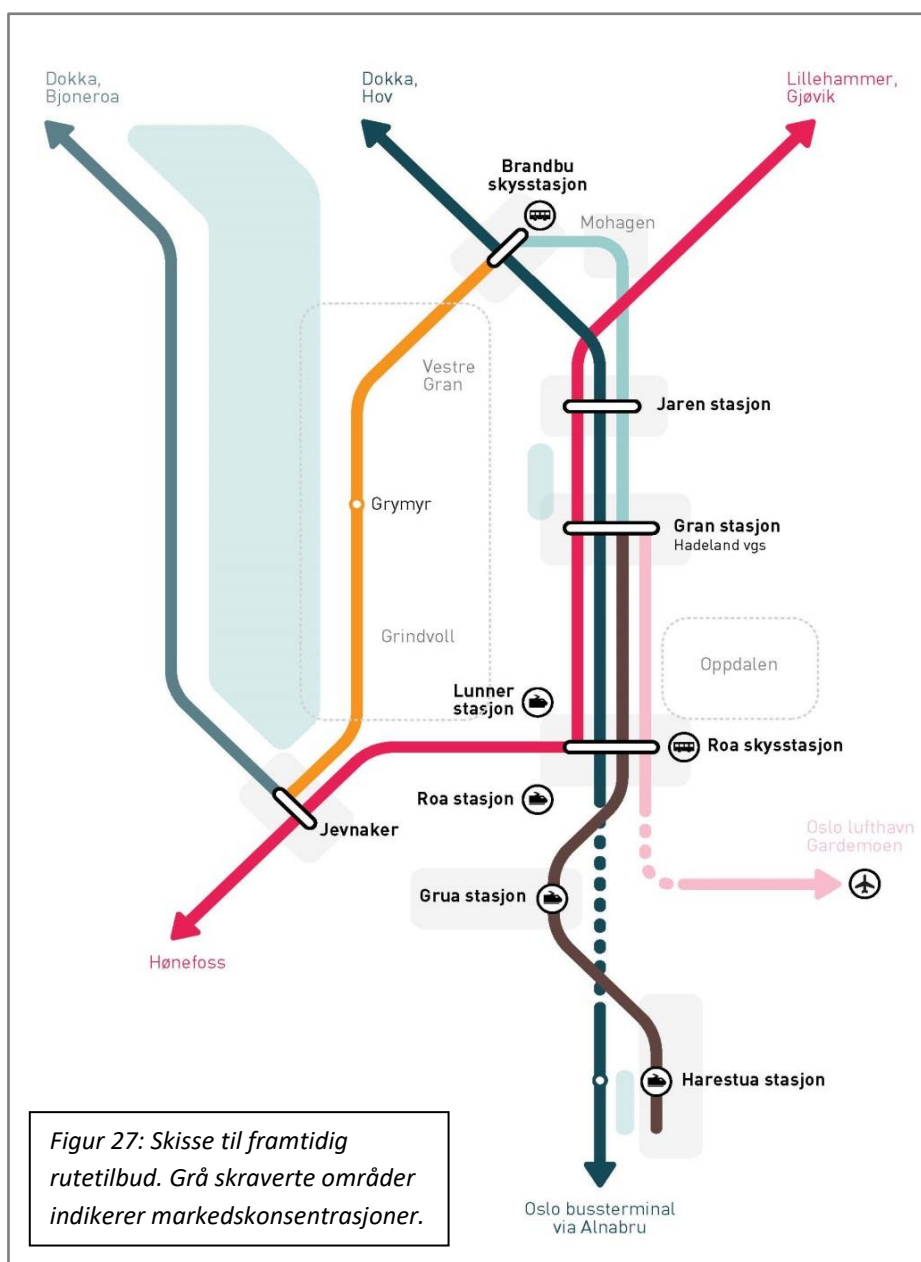 Dokka,
Bjoneroa
Dokka,
Hov
Lillehammer,
Gjøvik
Brandbu
skysstasjon
Mohagen
Vestre
Gran
Jaren stasjon
Grymyr
Gran stasjon
Hadeland vgs
Grindvoll
Oppdalen
Lunner
stasjon
Roa skysstasjon
Roa stasjon
Jevnaker
Oslo lufthavn
Gardemoen
Grua stasjon
Hønefoss
Harestua stasjon
Figur 27: Skisse til framtidig
rutetilbud. Grå skraverte områder
indikerer markedskonsentrasjoner.
Oslo bussterminal
via Alnabru